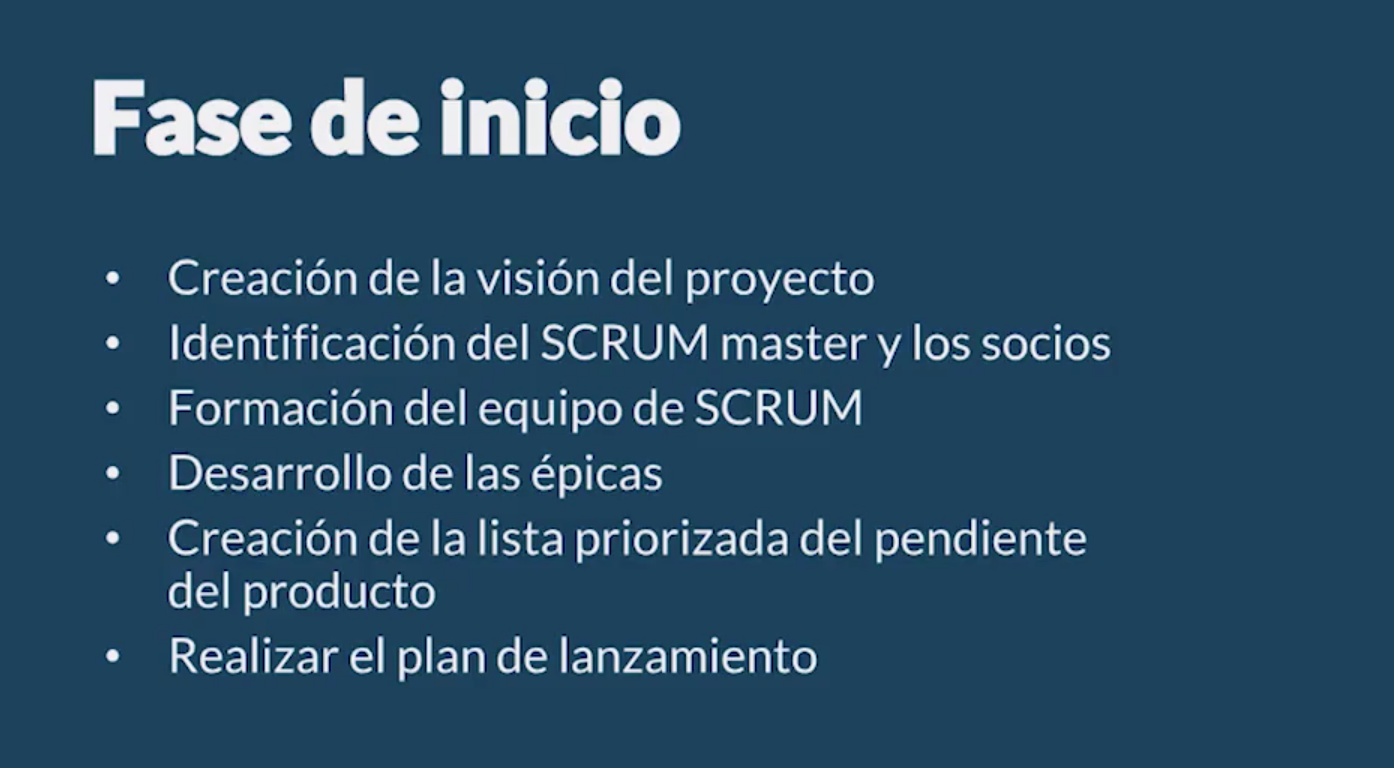 Fase de inicio
• Creación de la visión del proyecto
• Identificación del SCRUM master y los socios
• Formación del equipo de SCRUM
• Desarrollo de las épicas
• Creación de la lista priorizada del pendiente
del producto
• Realizar el plan de lanzamiento